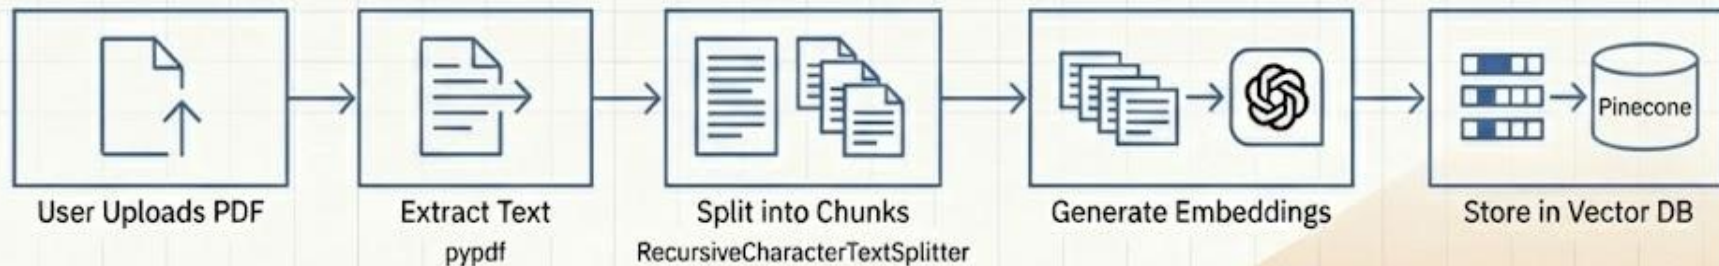 Pinecone
User Uploads PDF
Extract Text
Split into Chunks
Generate Embeddings
Store in Vector DB
pypdf
RecursiveCharacterTextSplitter